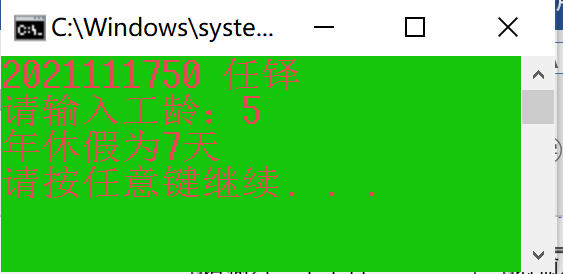 C:\Windows\syste...
2021111750 任铎
请输入工龄：5
年休假为7天
请按任意键继续. . .